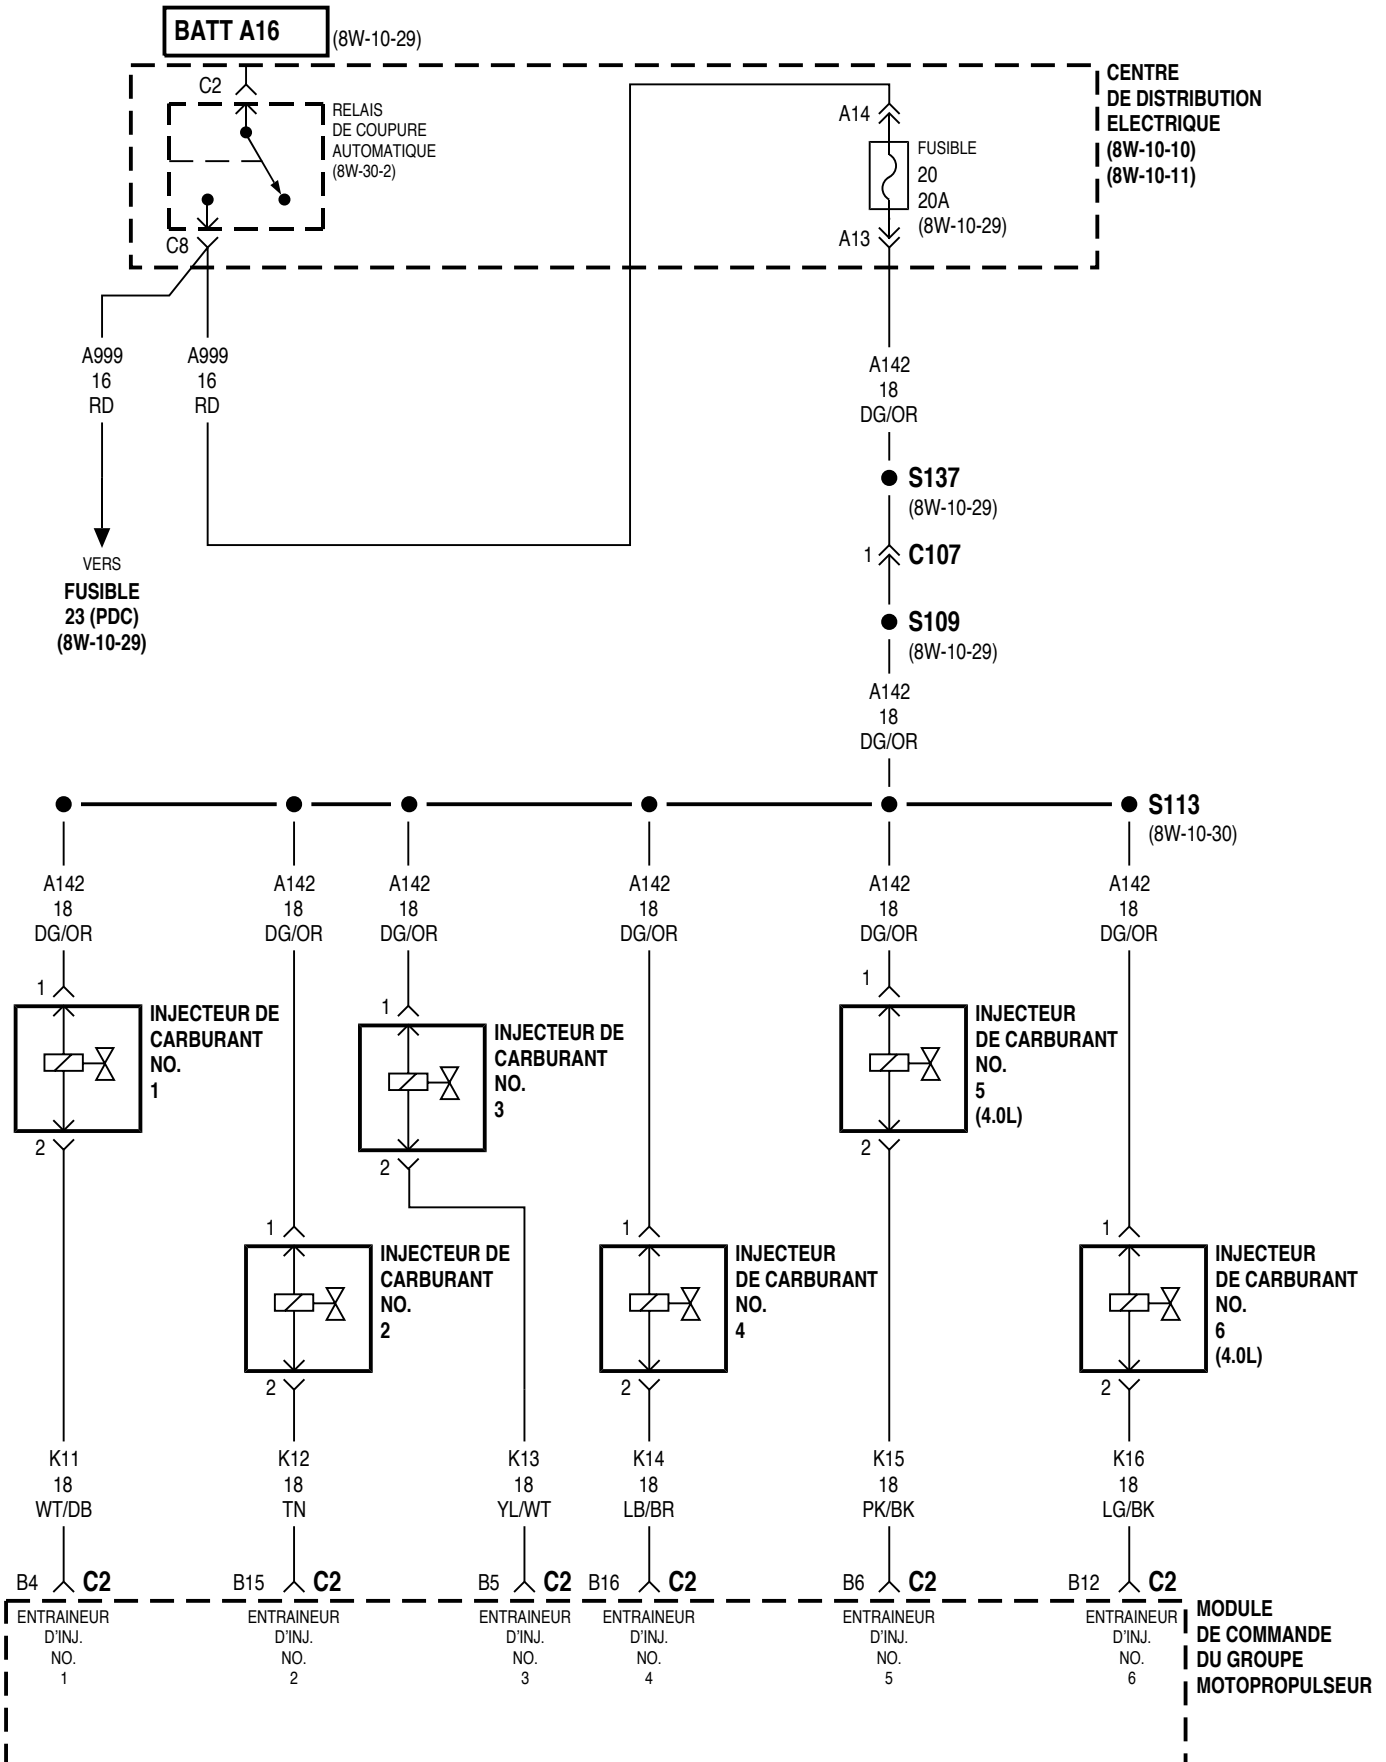 BATT A16
(8W-10-29)
C2
RELAIS
DE COUPURE
AUTOMATIQUE
(8W-30-2)
C8
A14
FUSIBLE
20
20A
(8W-10-29)
A13
CENTRE
DE DISTRIBUTION
ELECTRIQUE
(8W-10-10)
(8W-10-11)
A999
16
RD
A999
16
RD
VERS
FUSIBLE
23 (PDC)
(8W-10-29)
A142
18
DG/OR
S137
(8W-10-29)
1
C107
S109
(8W-10-29)
A142
18
DG/OR
S113
(8W-10-30)
A142
18
DG/OR
A142
18
DG/OR
A142
18
DG/OR
A142
18
DG/OR
A142
18
DG/OR
A142
18
DG/OR
1
INJECTEUR DE
CARBURANT
NO.
1
2
1
INJECTEUR DE
CARBURANT
NO.
3
2
1
INJECTEUR
DE CARBURANT
NO.
5
(4.0L)
2
1
INJECTEUR DE
CARBURANT
NO.
2
2
1
INJECTEUR
DE CARBURANT
NO.
4
2
1
INJECTEUR
DE CARBURANT
NO.
6
(4.0L)
2
K11
18
WT/DB
K12
18
TN
K13
18
YL/WT
K14
18
LB/BR
K15
18
PK/BK
K16
18
LG/BK
B4
C2
B15
C2
B5
C2
B16
C2
B6
C2
B12
C2
ENTRAINEUR
D'INJ.
NO.
1
ENTRAINEUR
D'INJ.
NO.
2
ENTRAINEUR
D'INJ.
NO.
3
ENTRAINEUR
D'INJ.
NO.
4
ENTRAINEUR
D'INJ.
NO.
5
ENTRAINEUR
D'INJ.
NO.
6
MODULE
DE COMMANDE
DU GROUPE
MOTOPROPULSEUR